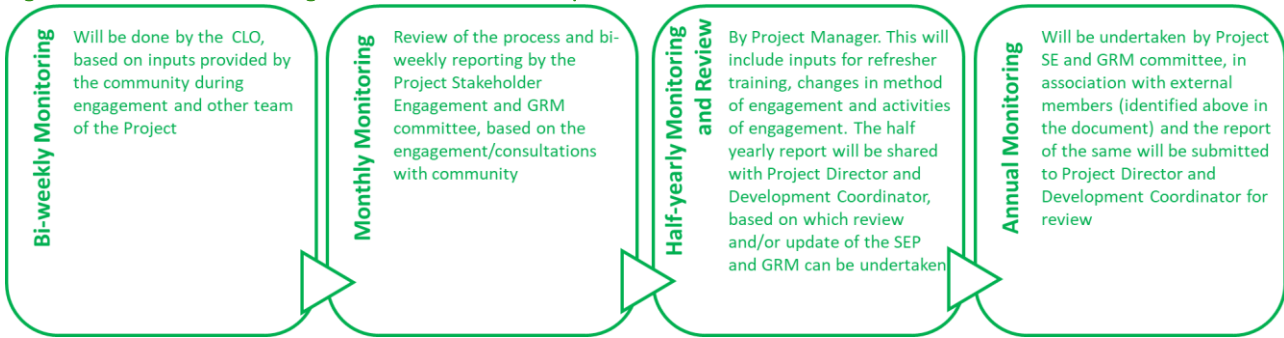 Bi-weekly Monitoring
Will be done by the CLO,
based on inputs provided by
the community during
engagement and other team
of the Project
Monthly Monitoring
Review of the process and bi-
weekly reporting by the
Project Stakeholder
Engagement and GRM
committee, based on the
engagement/consultations
with community
Half-yearly Monitoring
and Review
By Project Manager. This will
include inputs for refresher
training, changes in method
of engagement and activities
of engagement. The half
yearly report will be shared
with Project Director and
Development Coordinator,
based on which review
and/or update of the SEP
and GRM can be undertaken
Annual Monitoring
Will be undertaken by Project
SE and GRM committee, in
association with external
members (identified above in
the document) and the report
of the same will be submitted
to Project Director and
Development Coordinator for
review